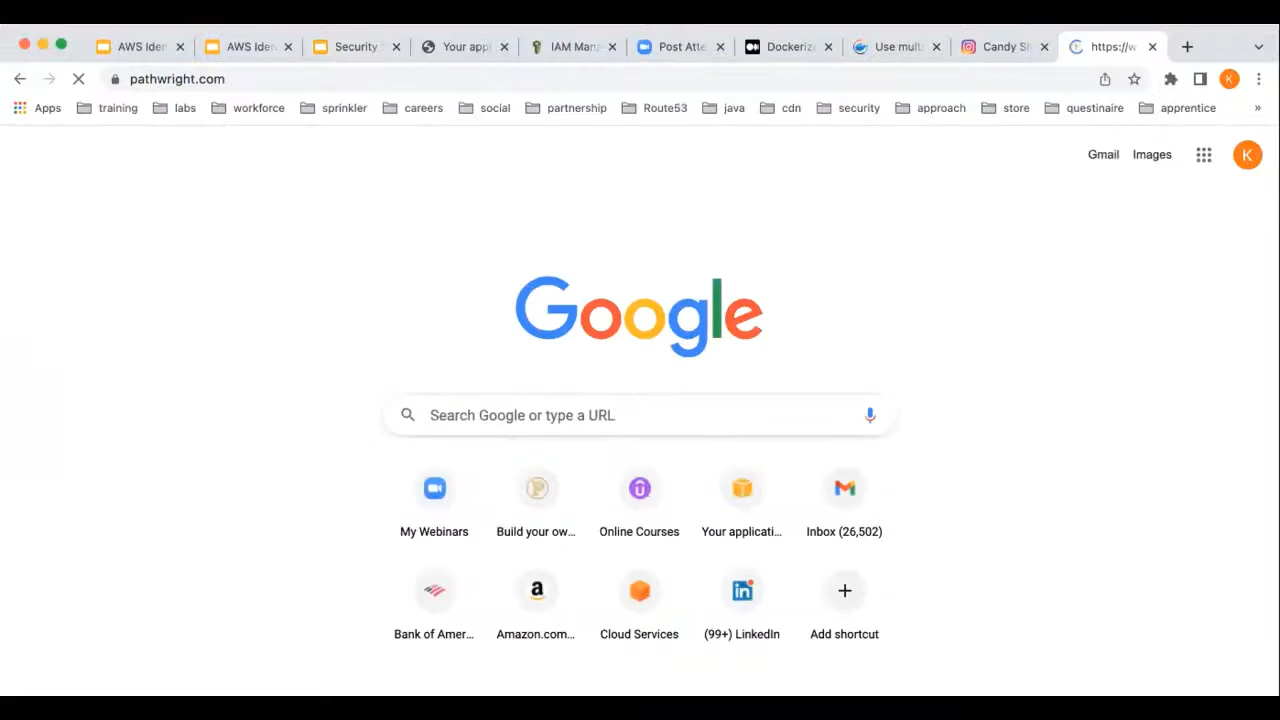 AWS Iden
AWS Iden
Security
Your appl
IAM Mana
Post Atte
Dockeriz
Use mult
Candy Sh
https://w
pathwright.com
K
Apps
training
labs
workforce
sprinkler
careers
social
partnership
Route53
java
cdn
security
approach
store
questinaire
apprentice
»
Gmail
Images
K
Google
Search Google or type a URL
My Webinars
Build your ow...
Online Courses
Your applicati...
Inbox (26,502)
Bank of Amer...
Amazon.com...
Cloud Services
(99+) LinkedIn
Add shortcut